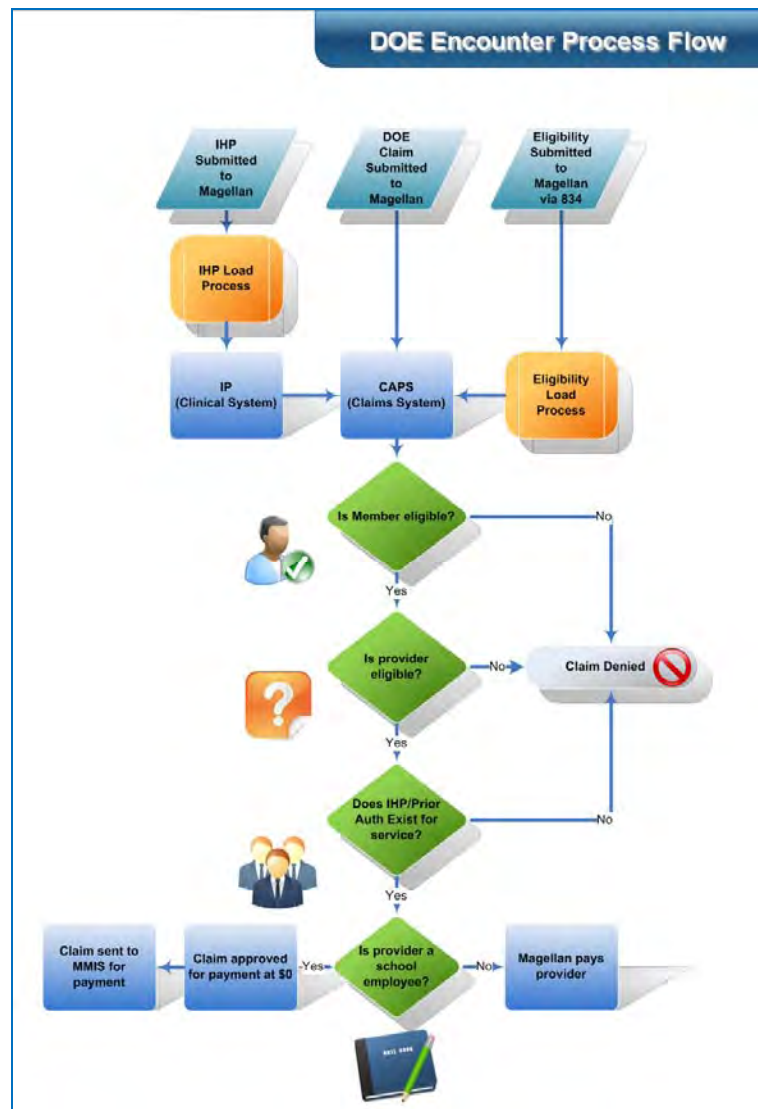 DOE Encounter Process Flow
IHP
Submitted
to
Magellan
DOE
Claim
Submitted
to
Magellan
Eligibility
Submitted
to
Magellan
via 834
IHP Load
Process
IP
(Clinical System)
CAPS
(Claims System)
Eligibility
Load
Process
Is Member eligible?
No
Yes
Is provider
eligible?
No
Claim Denied
Yes
Does IHP/Prior
Auth Exist for
service?
No
Yes
Claim sent to
MMIS for
payment
Claim approved
for payment at $0
Yes
Is provider a
school
employee?
No
Magellan pays
provider